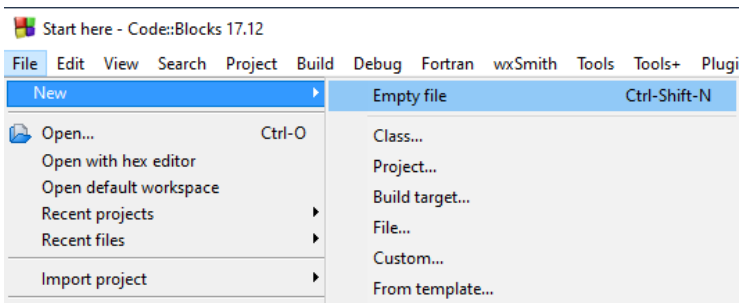 Start here - Code::Blocks 17.12
File Edit View Search Project Build Debug Fortran wxSmith Tools Tools+ Plugi
New
Open... Ctrl-O
Open with hex editor
Open default workspace
Recent projects
Recent files
Import project
Empty file Ctrl-Shift-N
Class...
Project...
Build target...
File...
Custom...
From template...